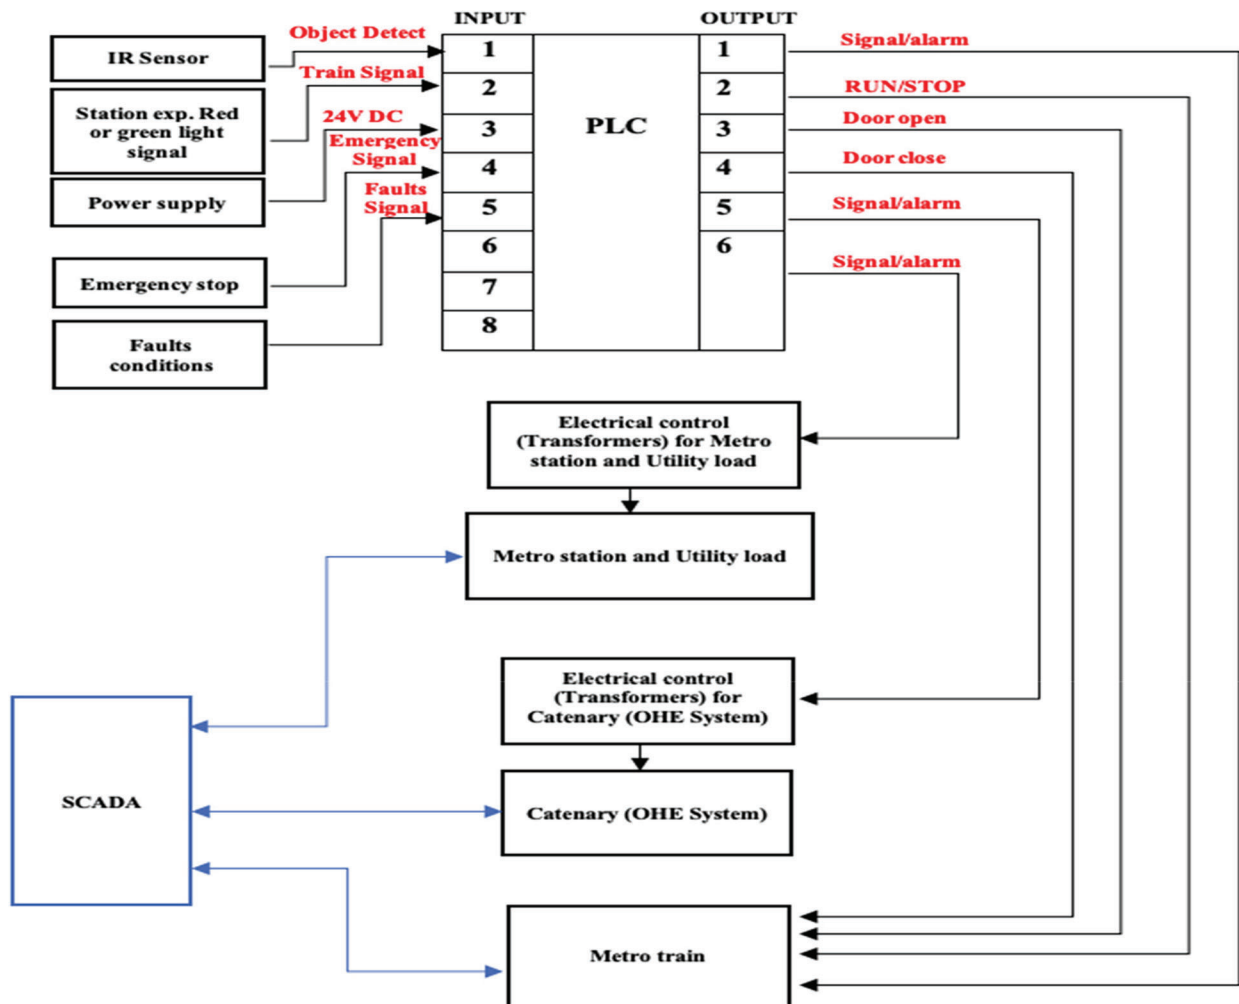 INPUT
OUTPUT
IR Sensor
Object Detect
1
PLC
1
Signal/alarm
Station exp. Red
or green light
signal
Train Signal
2
2
RUN/STOP
Power supply
24V DC
3
3
Door open
Emergency stop
Emergency
Signal
4
4
Door close
Faults
conditions
Faults
Signal
5
5
Signal/alarm
6
6
Signal/alarm
7
8
Electrical control
(Transformers) for Metro
station and Utility load
Metro station and Utility load
Electrical control
(Transformers) for
Catenary (OHE System)
SCADA
Catenary (OHE System)
Metro train